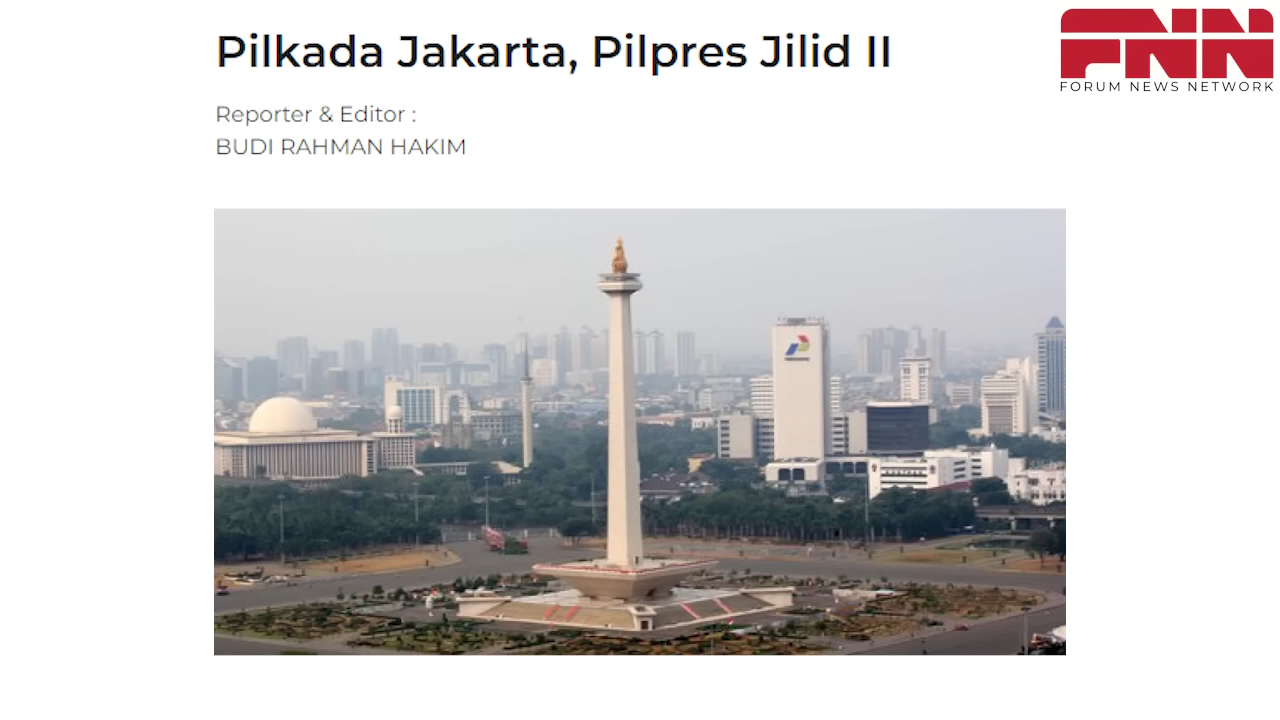 Pilkada Jakarta, Pilpres Jilid II
FNN
FORUM NEWS NETWORK
Reporter & Editor :
BUDI RAHMAN HAKIM